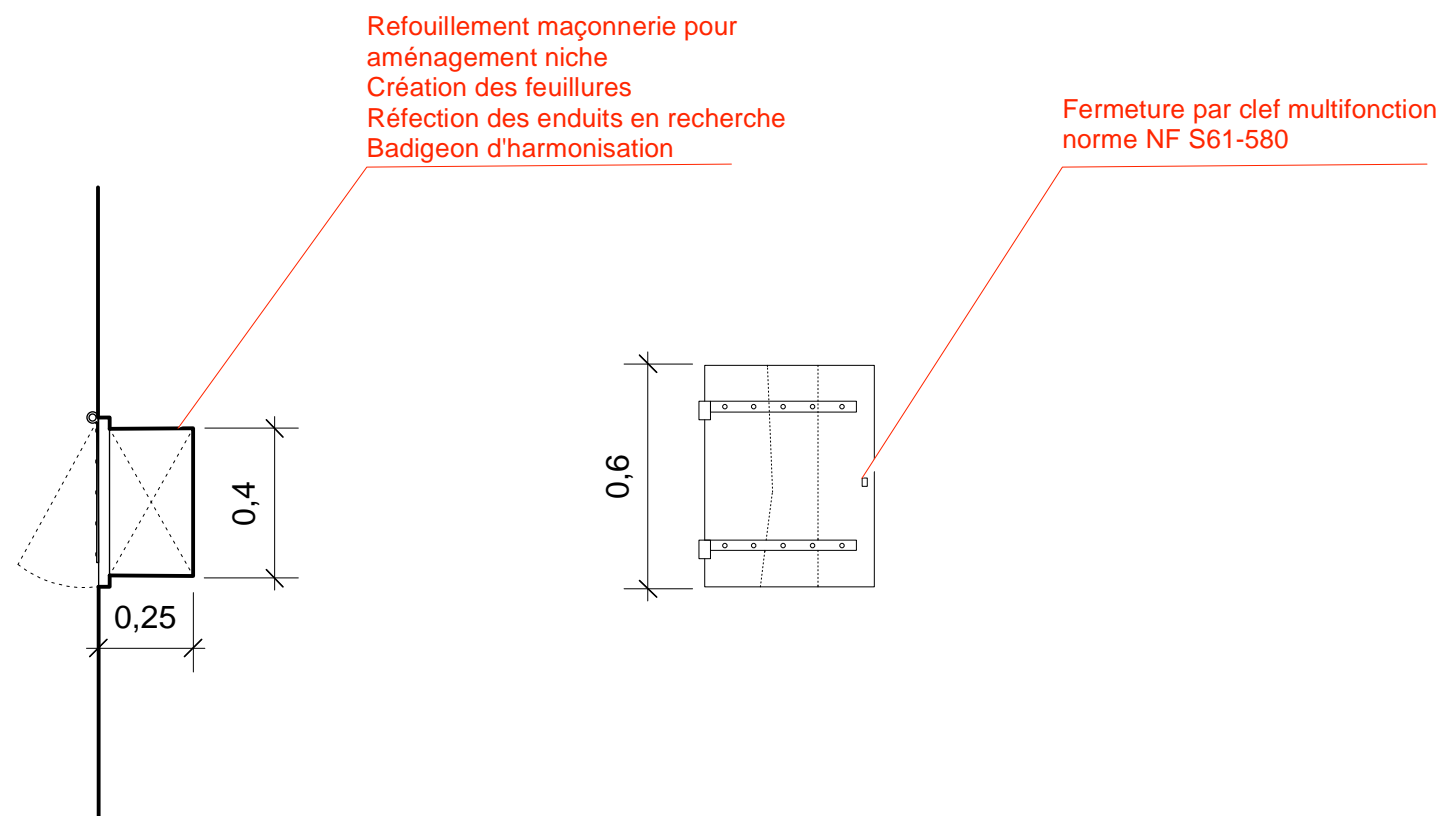 Refouillement maçonnerie pour
aménagement niche
Création des feuillures
Réfection des enduits en recherche
Badigeon d'harmonisation
Fermeture par clef multifonction
norme NF S61-580
0,4
0,25
0,6